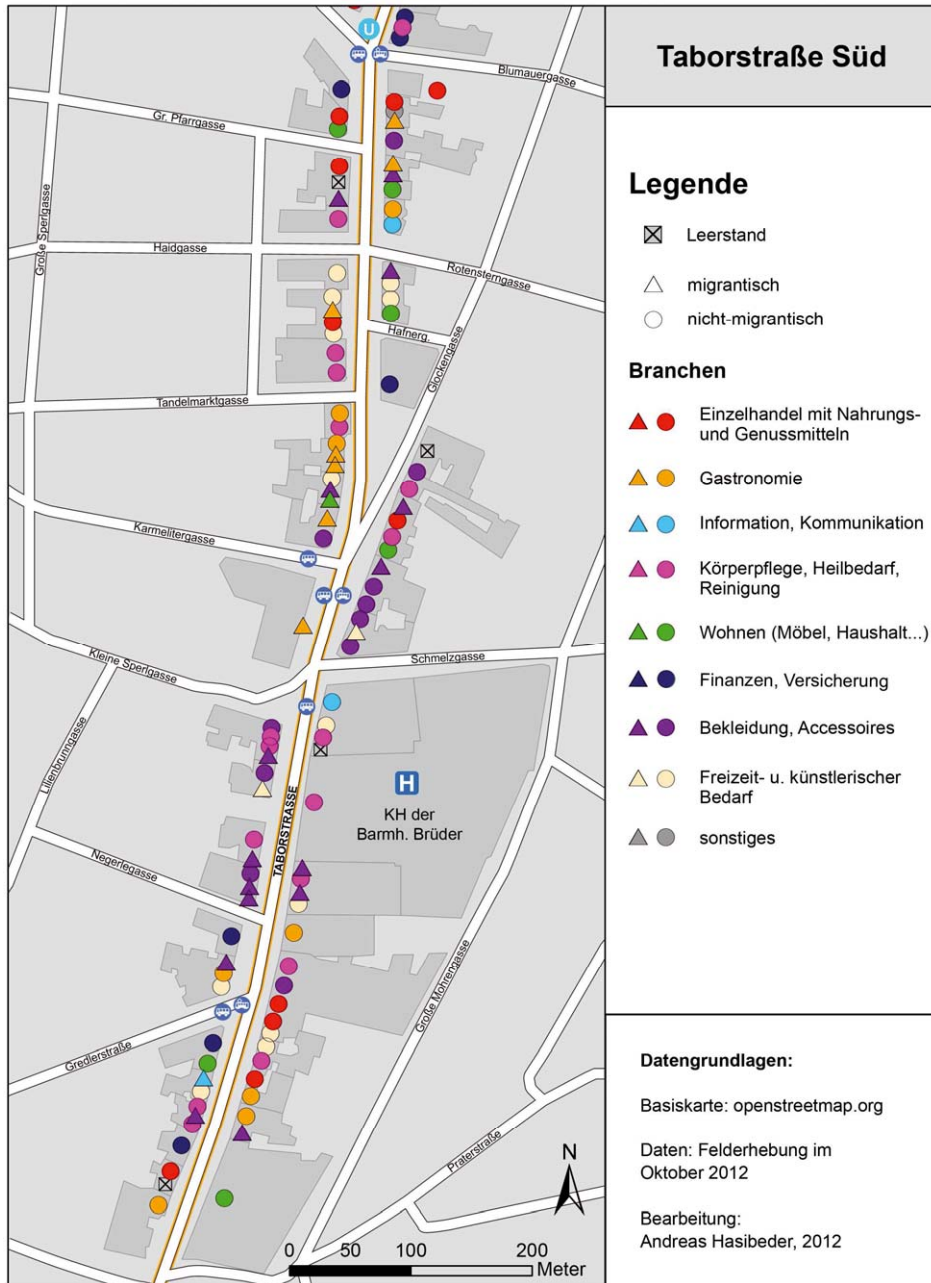 Taborstraße Süd
Legende
Leerstand
migrantisch
nicht-migrantisch
Branchen
Einzelhandel mit Nahrungs-
und Genussmitteln
Gastronomie
Information, Kommunikation
Körperpflege, Heilbedarf,
Reinigung
Wohnen (Möbel, Haushalt...)
Finanzen, Versicherung
Bekleidung, Accessoires
Freizeit- u. künstlerischer
Bedarf
sonstiges
Datengrundlagen:
Basiskarte: openstreetmap.org
Daten: Felderhebung im
Oktober 2012
Bearbeitung:
Andreas Hasibeder, 2012
U
Blumauergasse
Gr. Pfarrgasse
Große Sperlgasse
Haidgasse
Rotensterngasse
Hafnerg.
Glockengasse
Tandelmarktgasse
Karmelitergasse
Kleine Sperlgasse
Schmelzgasse
Lilienbrunngasse
H
KH der
Barmh. Brüder
TABORSTRASSE
Negerlegasse
Große Mohrengasse
Gredlerstraße
Praterstraße
N
0 50 100 200
Meter